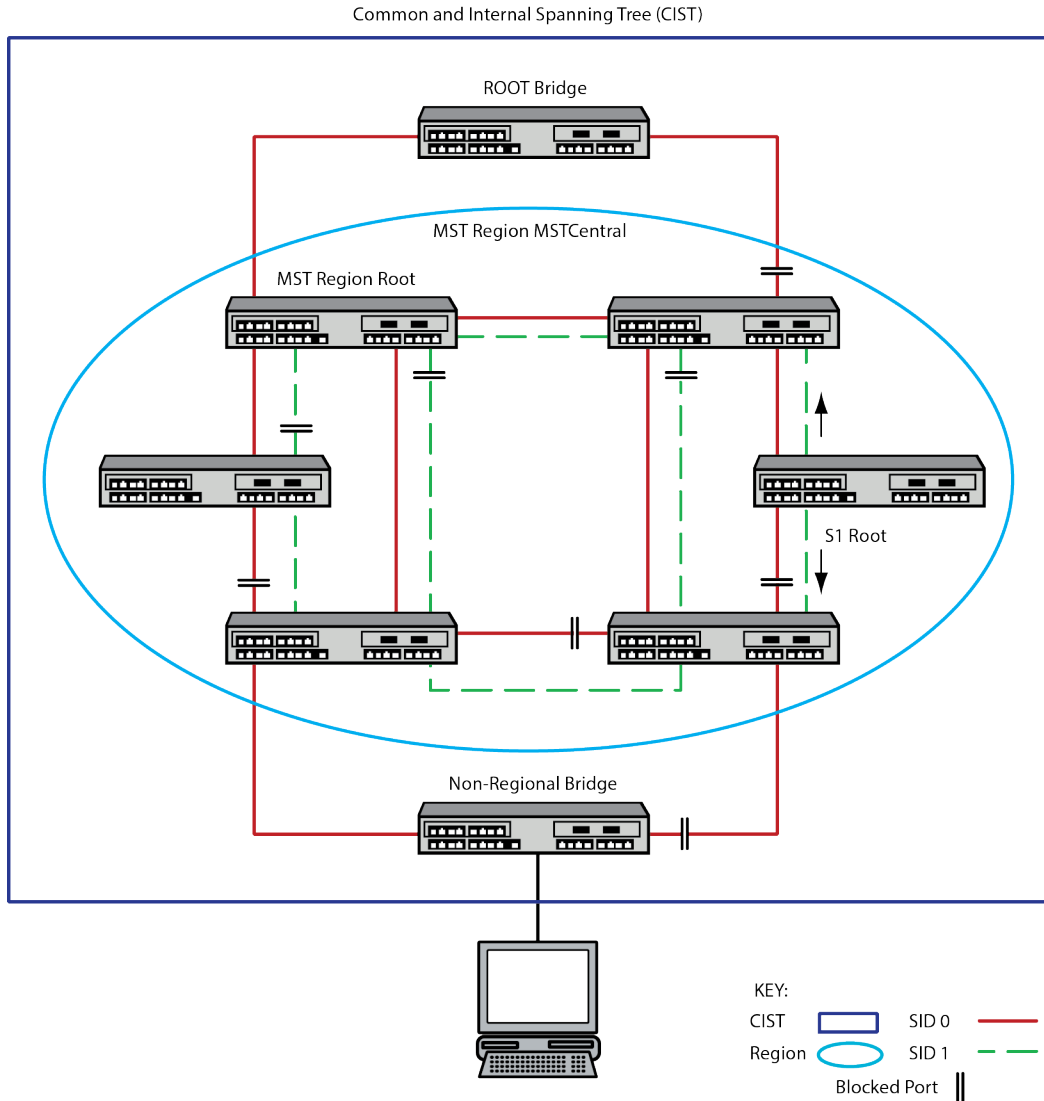 Common and Internal Spanning Tree (CIST)
ROOT Bridge
MST Region MSTCentral
MST Region Root
S1 Root
Non-Regional Bridge
KEY:
CIST
SID 0
Region
SID 1
Blocked Port